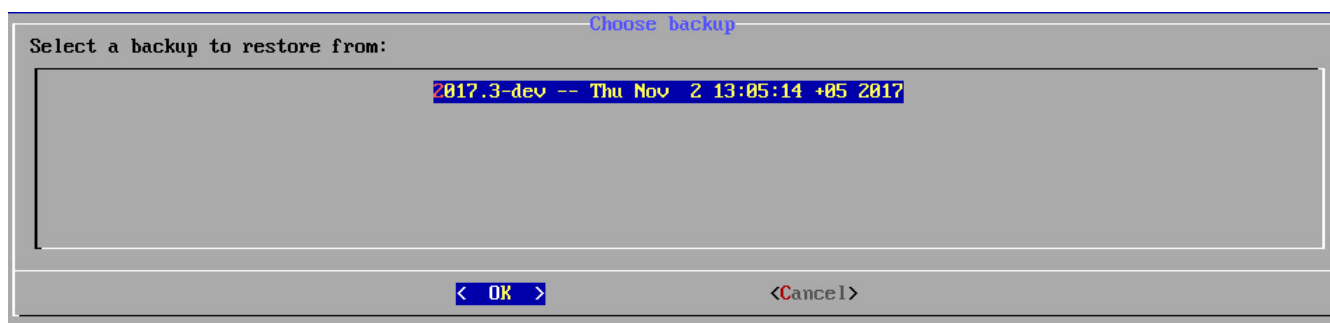 Choose backup
Select a backup to restore from:
2017.3-dev -- Thu Nov  2 13:05:14 +05 2017
<  OK  > <Cancel>